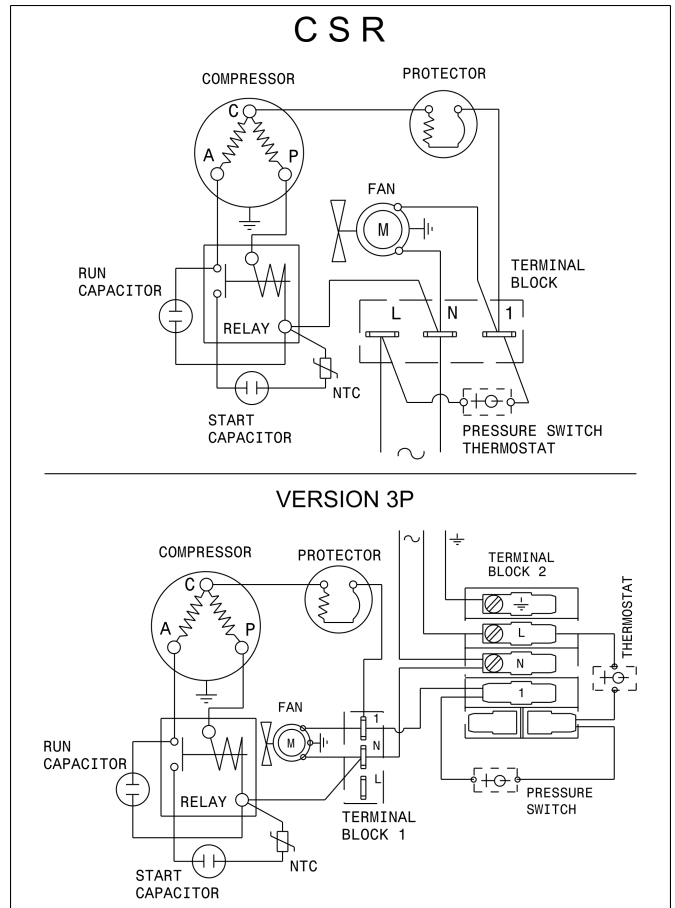 C S R
COMPRESSOR
PROTECTOR
C
A
P
FAN
M
RUN
CAPACITOR
TERMINAL
BLOCK
L N 1
RELAY
NTC
START
CAPACITOR
PRESSURE SWITCH
THERMOSTAT
VERSION 3P
COMPRESSOR
PROTECTOR
TERMINAL
BLOCK 2
C
A
P
L
N
1
THERMOSTAT
FAN
M
1
N
L
RUN
CAPACITOR
RELAY
TERMINAL
BLOCK 1
PRESSURE
SWITCH
NTC
START
CAPACITOR